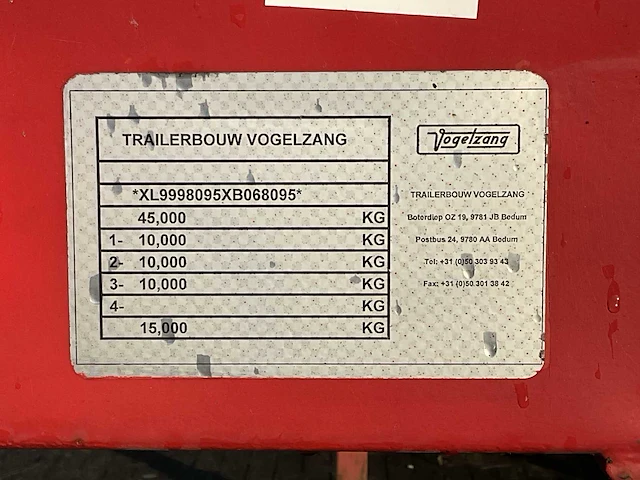 TRAILERBOUW VOGELZANG
*XL9998095XB068095*
45,000 KG
1- 10,000 KG
2- 10,000 KG
3- 10,000 KG
4- KG
15,000 KG
Vogelzang
TRAILERBOUW VOGELZANG
Boterdiep OZ 19, 9781 JB Bedum
Postbus 24, 9780 AA Bedum
Tel: +31 (0)50 303 93 43
Fax: +31 (0)50 301 38 42